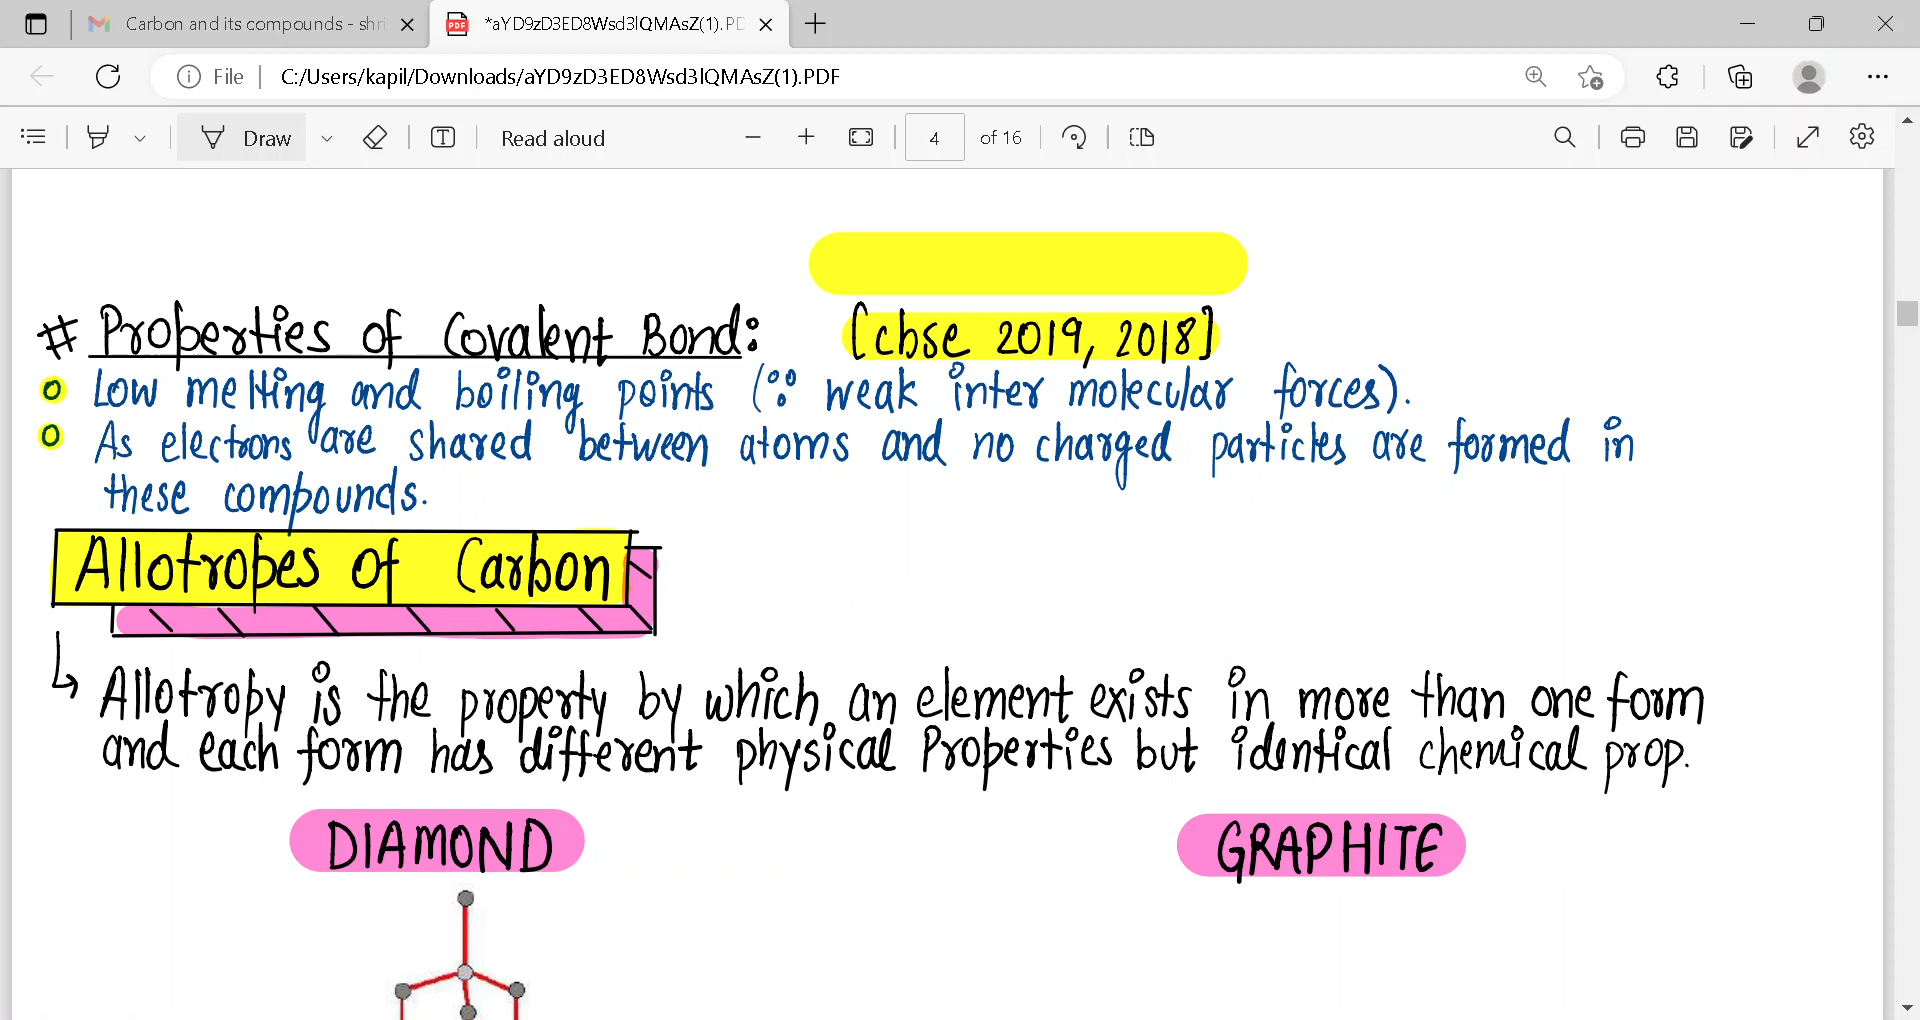 Carbon and its compounds - shri
*aYD9zD3ED8Wsd3lQMAsZ(1).PD
File
C:/Users/kapil/Downloads/aYD9zD3ED8Wsd3lQMAsZ(1).PDF
Draw
Read aloud
4 of 16
# Properties of Covalent Bond: [cbse 2019, 2018]
Low melting and boiling points (∵ weak inter molecular forces).
As electrons are shared between atoms and no charged particles are formed in
these compounds.
Allotropes of Carbon
↳ Allotropy is the property by which an element exists in more than one form
and each form has different physical Properties but identical chemical prop.
DIAMOND
GRAPHITE